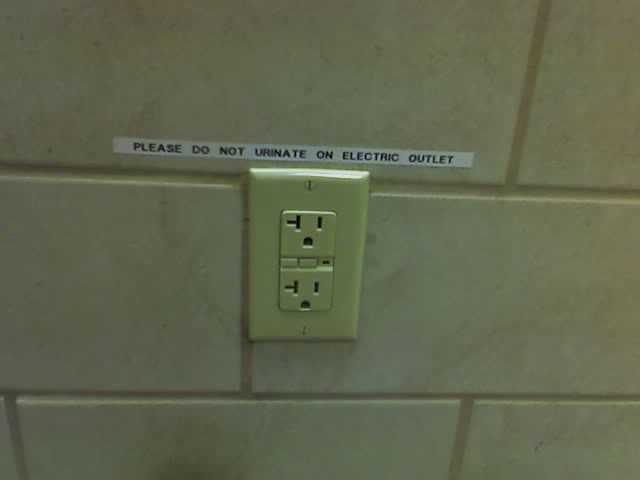 PLEASE DO NOT URINATE ON ELECTRIC OUTLET